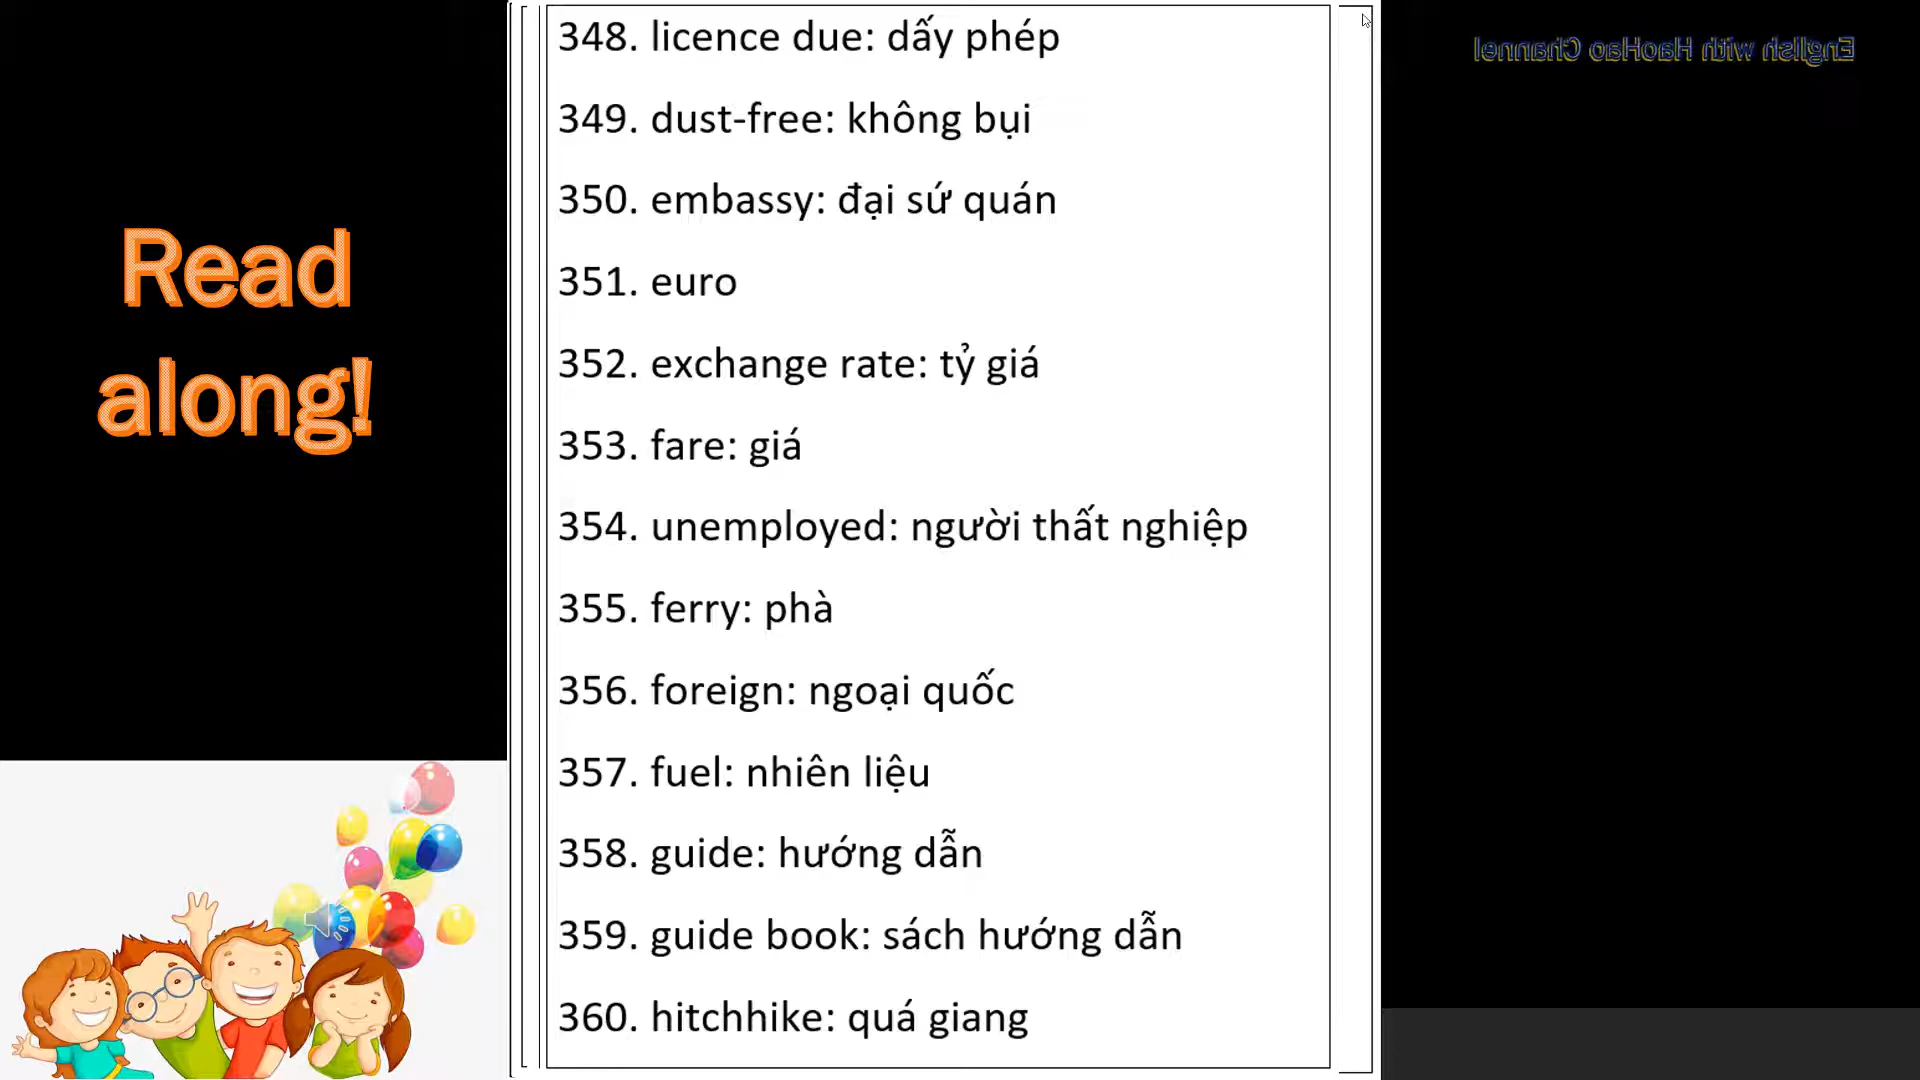 Read
along!
348. licence due: dấy phép
349. dust-free: không bụi
350. embassy: đại sứ quán
351. euro
352. exchange rate: tỷ giá
353. fare: giá
354. unemployed: người thất nghiệp
355. ferry: phà
356. foreign: ngoại quốc
357. fuel: nhiên liệu
358. guide: hướng dẫn
359. guide book: sách hướng dẫn
360. hitchhike: quá giang
English with HaoHao Channel